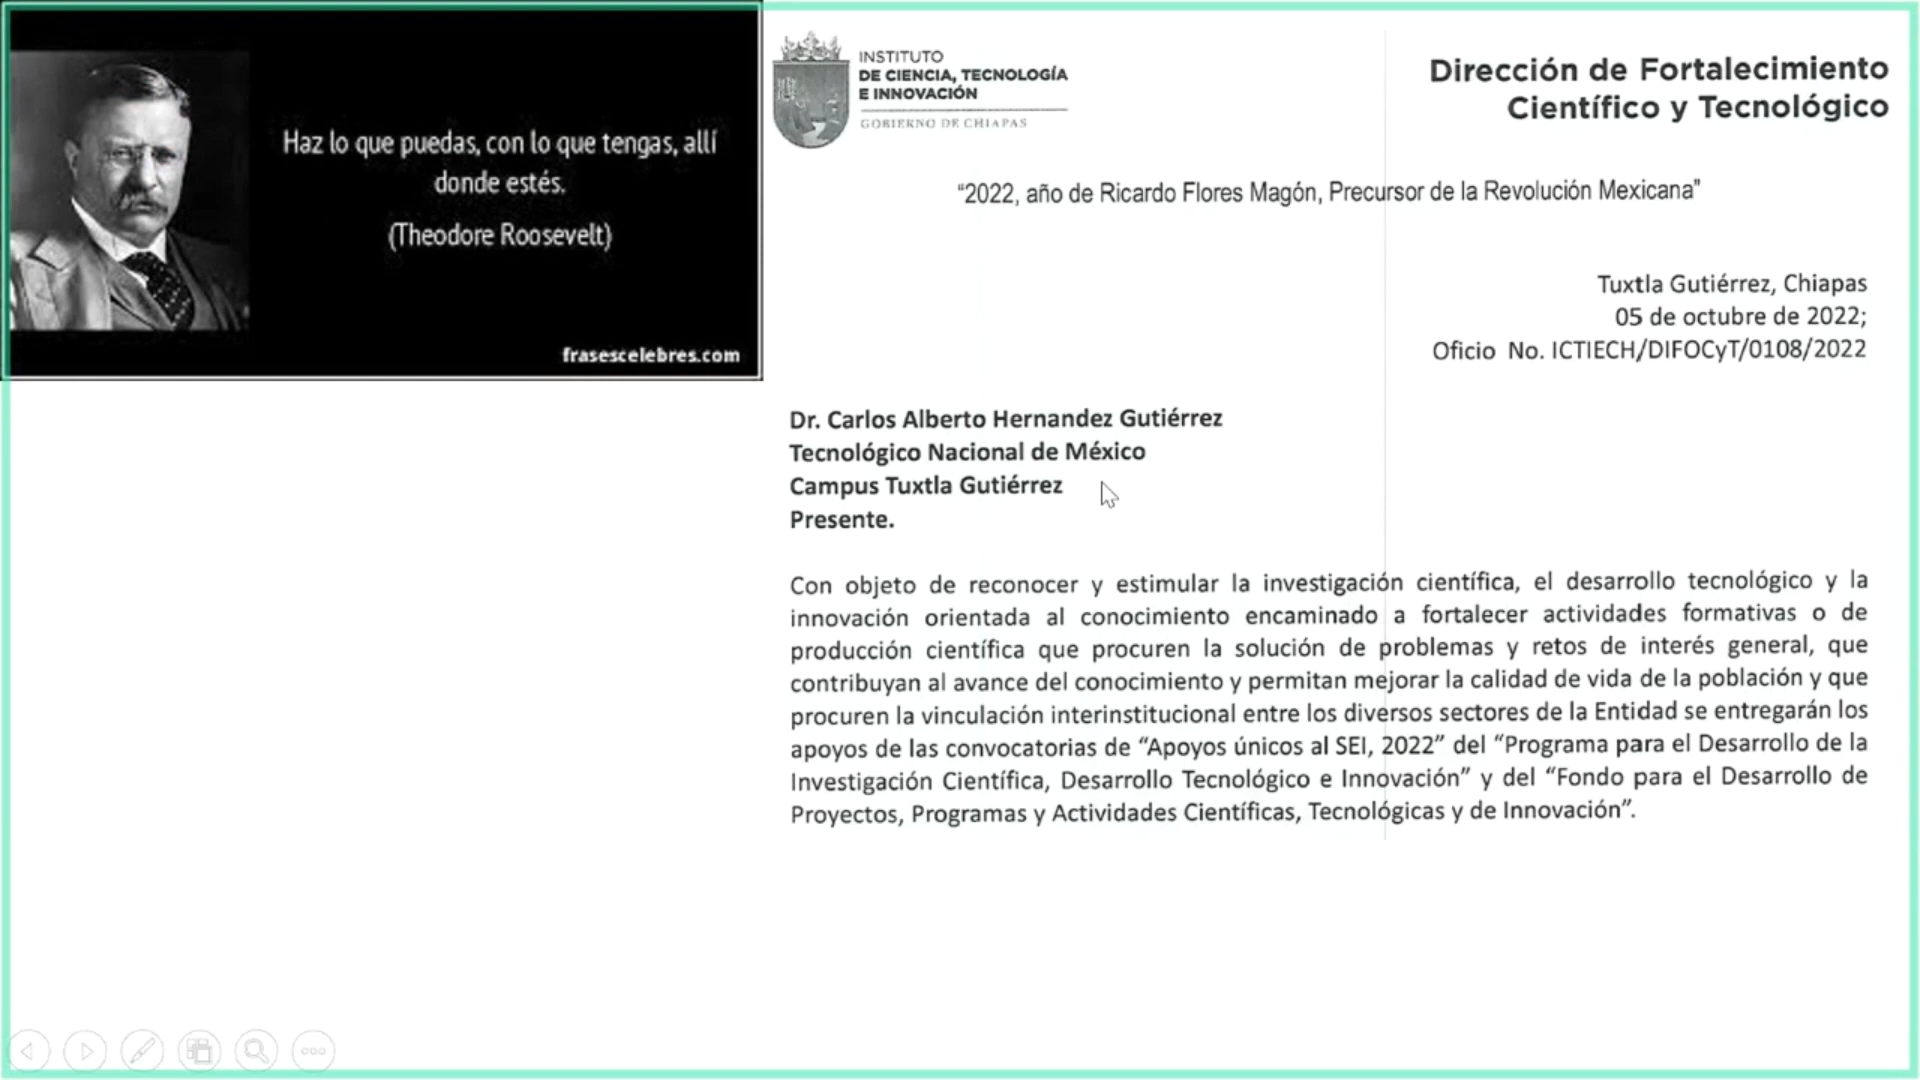 Haz lo que puedas, con lo que tengas, allí
donde estés.
(Theodore Roosevelt)
frasescelebres.com
INSTITUTO
DE CIENCIA, TECNOLOGÍA
E INNOVACIÓN
GOBIERNO DE CHIAPAS
Dirección de Fortalecimiento
Científico y Tecnológico
“2022, año de Ricardo Flores Magón, Precursor de la Revolución Mexicana”
Tuxtla Gutiérrez, Chiapas
05 de octubre de 2022;
Oficio No. ICTIECH/DIFOCyT/0108/2022
Dr. Carlos Alberto Hernandez Gutiérrez
Tecnológico Nacional de México
Campus Tuxtla Gutiérrez
Presente.
Con objeto de reconocer y estimular la investigación científica, el desarrollo tecnológico y la
innovación orientada al conocimiento encaminado a fortalecer actividades formativas o de
producción científica que procuren la solución de problemas y retos de interés general, que
contribuyan al avance del conocimiento y permitan mejorar la calidad de vida de la población y que
procuren la vinculación interinstitucional entre los diversos sectores de la Entidad se entregarán los
apoyos de las convocatorias de “Apoyos únicos al SEI, 2022” del “Programa para el Desarrollo de la
Investigación Científica, Desarrollo Tecnológico e Innovación” y del “Fondo para el Desarrollo de
Proyectos, Programas y Actividades Científicas, Tecnológicas y de Innovación”.